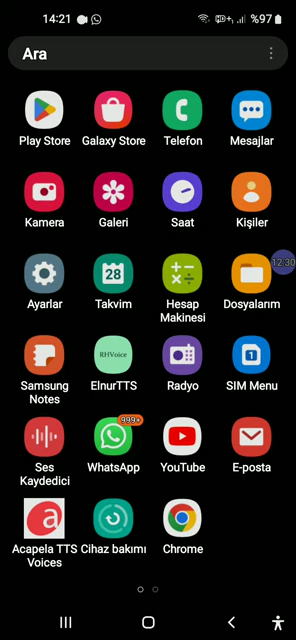 14:21 %97
Ara
Play Store Galaxy Store Telefon Mesajlar
Kamera Galeri Saat Kişiler
12:30
28
Ayarlar Takvim Hesap Makinesi Dosyalarım
RHVoice
1
Samsung Notes ElnurTTS Radyo SIM Menu
999+
Ses Kaydedici WhatsApp YouTube E-posta
a
Acapela TTS Voices Cihaz bakımı Chrome